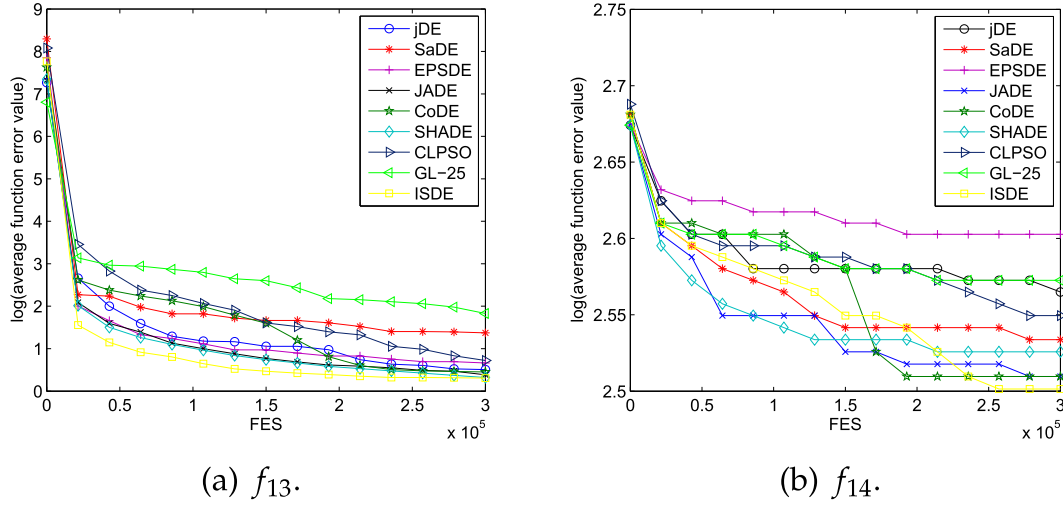 9
8
7
6
5
4
3
2
1
0
log(average function error value)
0
0.5
1
1.5
2
2.5
3
x 10^5
FES
jDE
SaDE
EPSDE
JADE
CoDE
SHADE
CLPSO
GL−25
ISDE
(a) f13.
2.75
2.7
2.65
2.6
2.55
2.5
log(average function error value)
0
0.5
1
1.5
2
2.5
3
x 10^5
FES
jDE
SaDE
EPSDE
JADE
CoDE
SHADE
CLPSO
GL−25
ISDE
(b) f14.